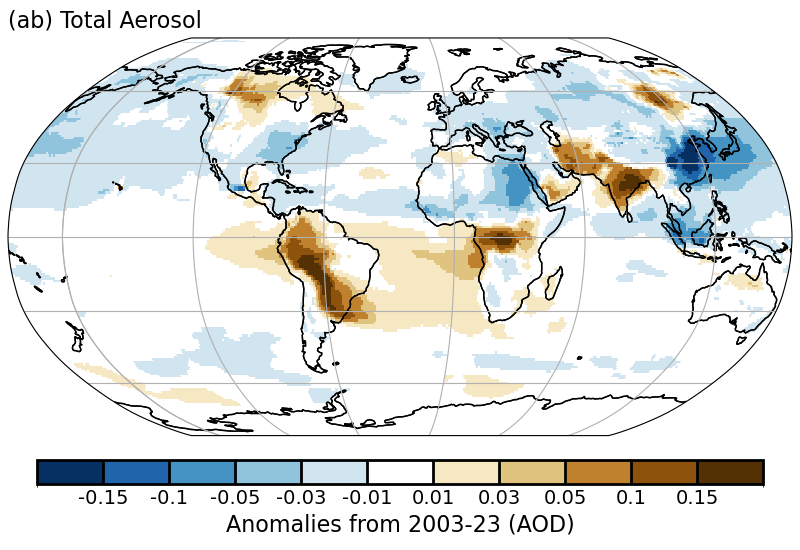 (ab) Total Aerosol
-0.15 -0.1 -0.05 -0.03 -0.01 0.01 0.03 0.05 0.1 0.15
Anomalies from 2003-23 (AOD)